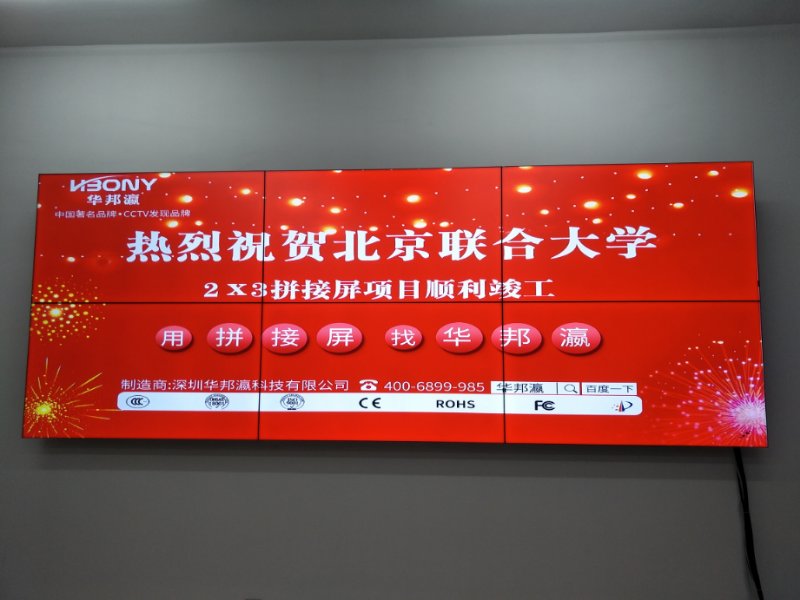 HBONY
华邦瀛
中国著名品牌·CCTV发现品牌
热烈祝贺北京联合大学
2X3拼接屏项目顺利竣工
用 拼 接 屏 找 华 邦 瀛
制造商:深圳华邦瀛科技有限公司 ☎ 400-6899-985 华邦瀛 百度一下
CCC CE ROHS FC